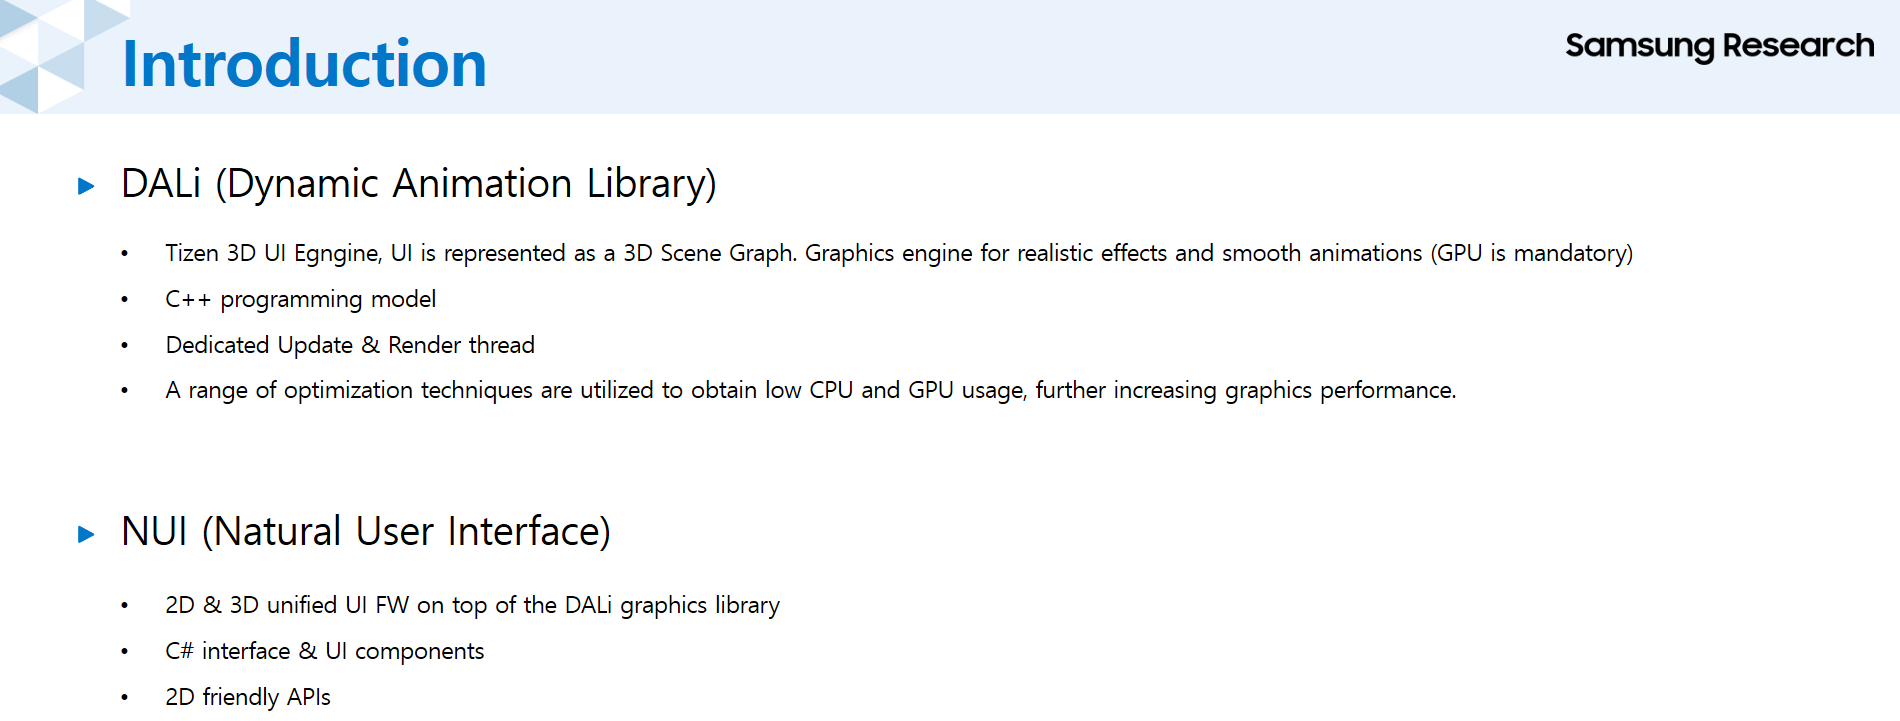 Introduction
Samsung Research
DALi (Dynamic Animation Library)
• Tizen 3D UI Egngine, UI is represented as a 3D Scene Graph. Graphics engine for realistic effects and smooth animations (GPU is mandatory)
• C++ programming model
• Dedicated Update & Render thread
• A range of optimization techniques are utilized to obtain low CPU and GPU usage, further increasing graphics performance.
NUI (Natural User Interface)
• 2D & 3D unified UI FW on top of the DALi graphics library
• C# interface & UI components
• 2D friendly APIs